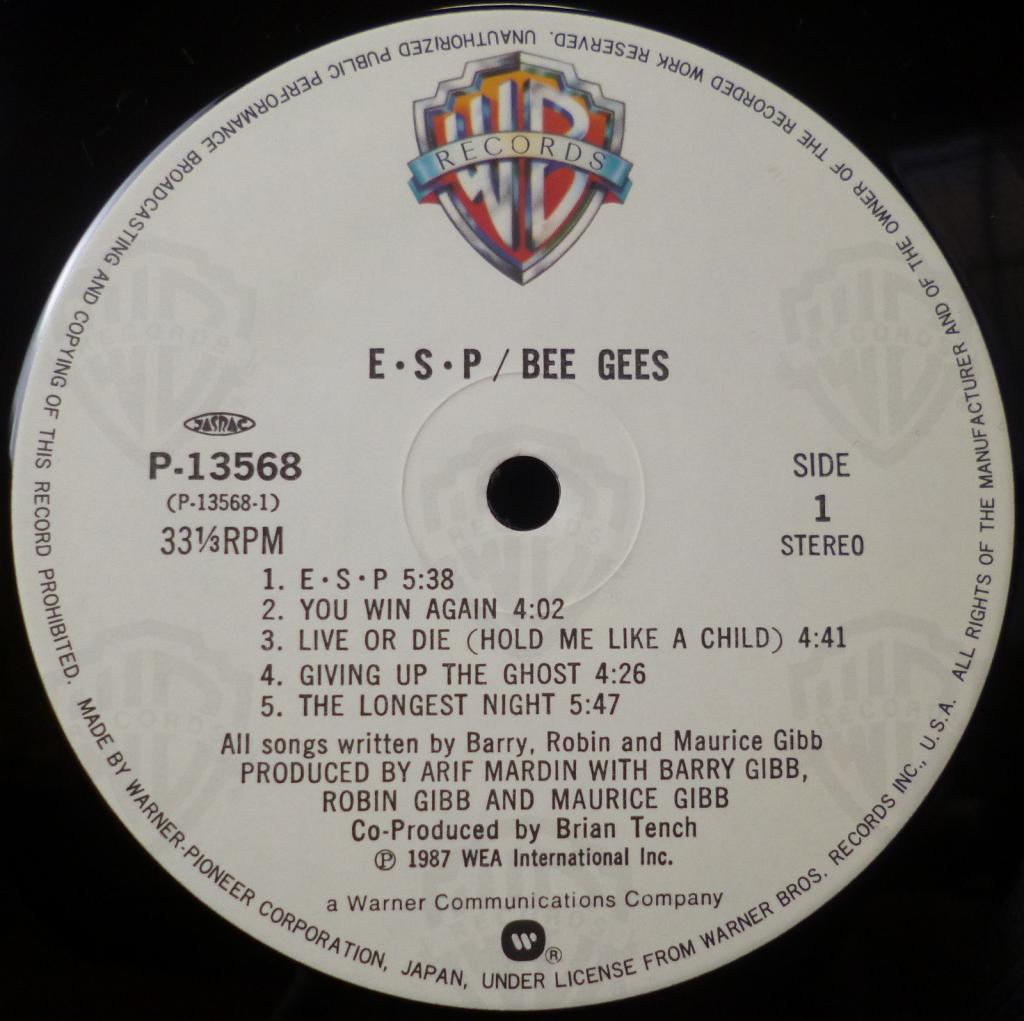 WB
RECORDS
E·S·P / BEE GEES
JASRAC
P-13568
(P-13568-1)
33⅓RPM
SIDE
1
STEREO
1. E·S·P 5:38
2. YOU WIN AGAIN 4:02
3. LIVE OR DIE (HOLD ME LIKE A CHILD) 4:41
4. GIVING UP THE GHOST 4:26
5. THE LONGEST NIGHT 5:47
All songs written by Barry, Robin and Maurice Gibb
PRODUCED BY ARIF MARDIN WITH BARRY GIBB,
ROBIN GIBB AND MAURICE GIBB
Co-Produced by Brian Tench
℗ 1987 WEA International Inc.
a Warner Communications Company
W®
MADE BY WARNER-PIONEER CORPORATION, JAPAN, UNDER LICENSE FROM WARNER BROS. RECORDS INC., U.S.A. ALL RIGHTS OF THE MANUFACTURER AND OF THE OWNER OF THE RECORDED WORK RESERVED. UNAUTHORIZED PUBLIC PERFORMANCE BROADCASTING AND COPYING OF THIS RECORD PROHIBITED.